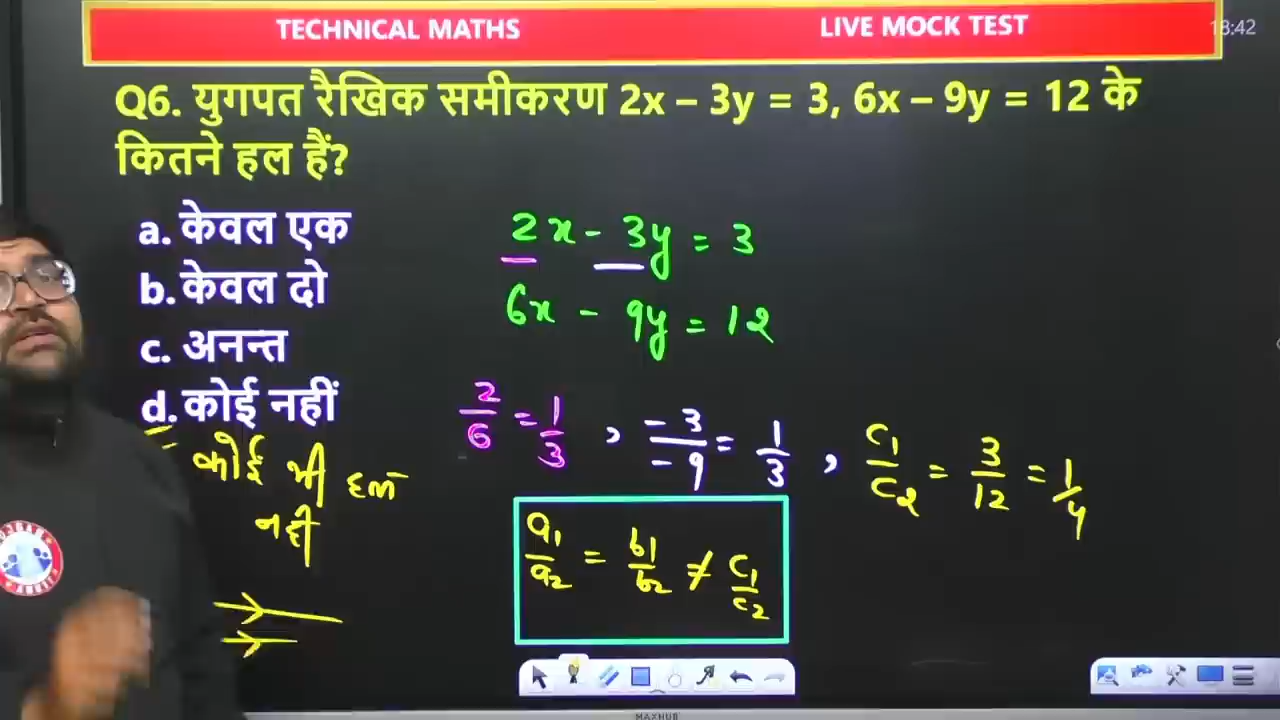 TECHNICAL MATHS
LIVE MOCK TEST
18:42
Q6. युगपत रैखिक समीकरण 2x – 3y = 3, 6x – 9y = 12 के
कितने हल हैं?
a. केवल एक
b. केवल दो
c. अनन्त
d. कोई नहीं
कोई भी हल
नही
2x - 3y = 3
6x - 9y = 12
2/6 = 1/3 , -3/-9 = 1/3 , C1/C2 = 3/12 = 1/4
a1/a2 = b1/b2 ≠ C1/C2
MAXHUB